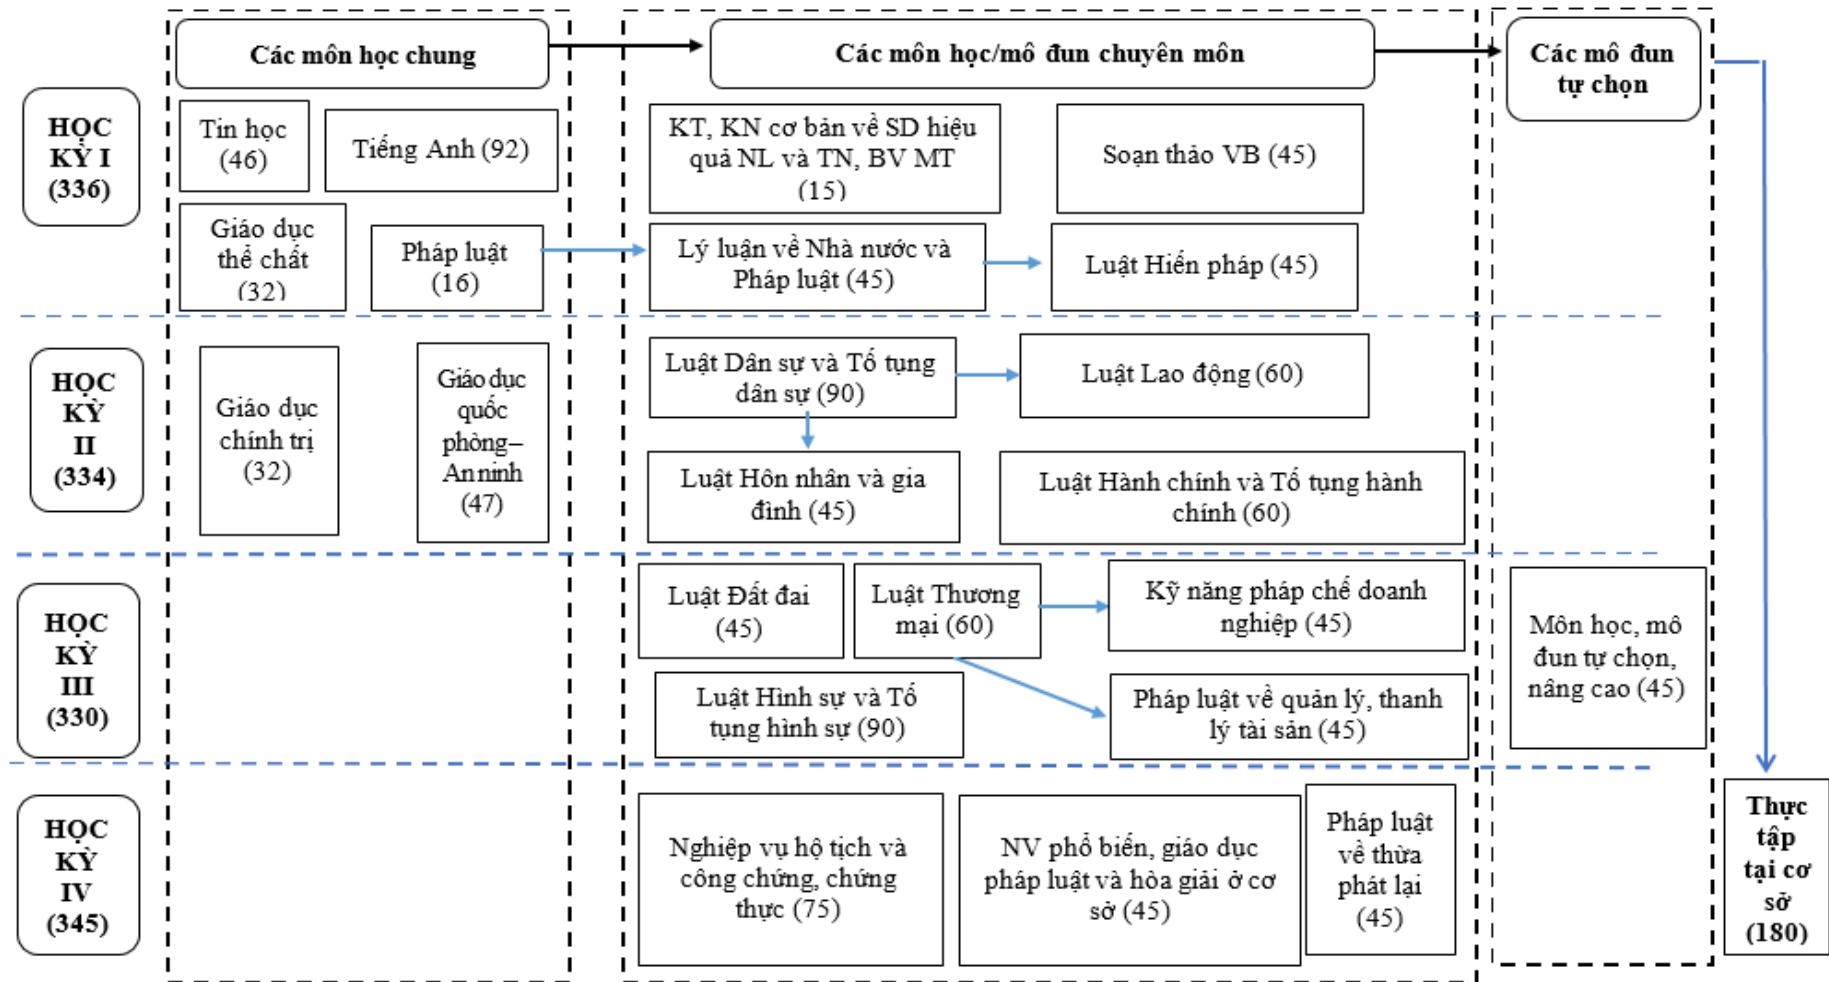 Các môn học chung
Các môn học/mô đun chuyên môn
Các mô đun
tự chọn
HỌC
KỲ I
(336)
Tin học
(46)
Tiếng Anh (92)
KT, KN cơ bản về SD hiệu
quả NL và TN, BV MT
(15)
Soạn thảo VB (45)
Giáo dục
thể chất
(32)
Pháp luật
(16)
Lý luận về Nhà nước và
Pháp luật (45)
Luật Hiến pháp (45)
HỌC
KỲ
II
(334)
Giáo dục
chính trị
(32)
Giáo dục
quốc
phòng–
An ninh
(47)
Luật Dân sự và Tố tụng
dân sự (90)
Luật Lao động (60)
Luật Hôn nhân và gia
đình (45)
Luật Hành chính và Tố tụng hành
chính (60)
HỌC
KỲ
III
(330)
Luật Đất đai
(45)
Luật Thương
mại (60)
Kỹ năng pháp chế doanh
nghiệp (45)
Luật Hình sự và Tố
tụng hình sự (90)
Pháp luật về quản lý, thanh
lý tài sản (45)
Môn học, mô
đun tự chọn,
nâng cao (45)
HỌC
KỲ
IV
(345)
Nghiệp vụ hộ tịch và
công chứng, chứng
thực (75)
NV phổ biến, giáo dục
pháp luật và hòa giải ở cơ
sở (45)
Pháp luật
về thừa
phát lại
(45)
Thực
tập
tại cơ
sở
(180)